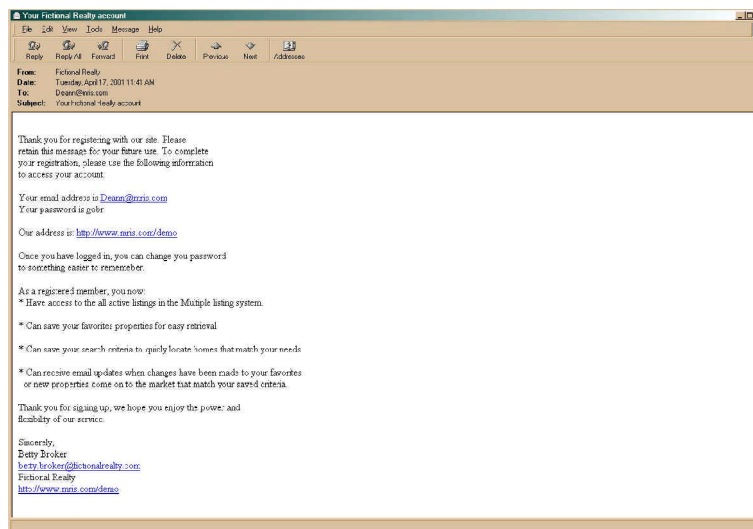 Your Fictional Realty account
File Edit View Tools Message Help
Reply Reply All Forward Print Delete Previous Next Addresses
From: Fictional Realty
Date: Tuesday, April 17, 2001 11:41 AM
To: Deann@mris.com
Subject: Your Fictional Realty account
Thank you for registering with our site. Please
retain this message for your future use. To complete
your registration, please use the following information
to access your account.
Your email address is Deann@mris.com
Your password is gobr
Our address is: http://www.mris.com/demo
Once you have logged in, you can change you password
to something easier to rememeber.
As a registered member, you now:
* Have access to the all active listings in the Multiple listing system.
* Can save your favorites properties for easy retrieval
* Can save your search criteria to quicly locate homes that match your needs
* Can receive email updates when changes have been made to your favorites
or new properties come on to the market that match your saved criteria.
Thank you for signing up, we hope you enjoy the power and
flexibility of our service.
Sincerely,
Betty Broker
betty.broker@fictionalrealty.com
Fictional Realty
http://www.mris.com/demo